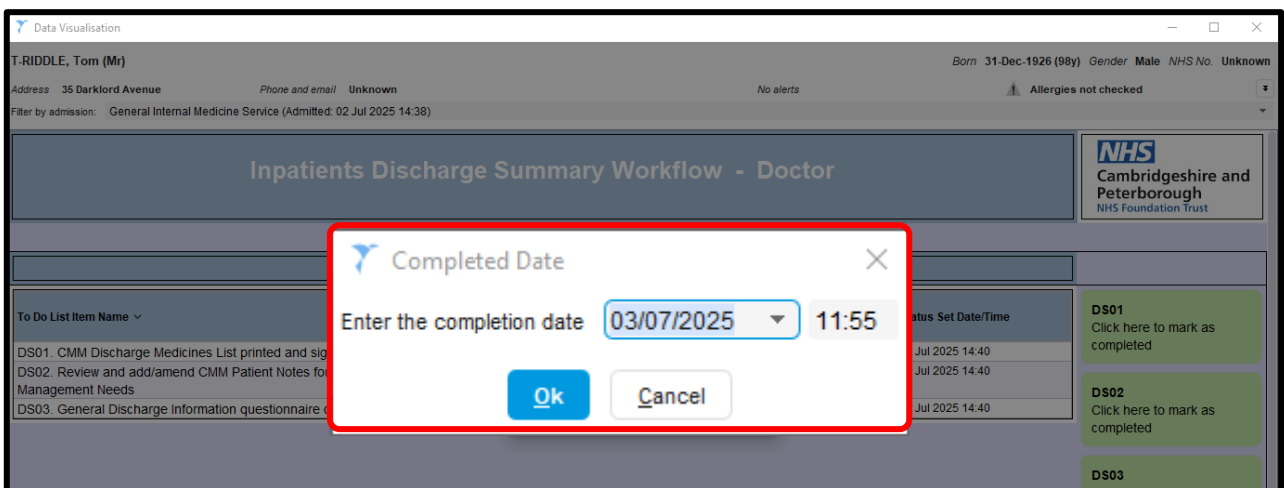 Data Visualisation
T-RIDDLE, Tom (Mr) Born 31-Dec-1926 (98y) Gender Male NHS No. Unknown
Address 35 Darklord Avenue Phone and email Unknown No alerts Allergies not checked
Filter by admission: General Internal Medicine Service (Admitted: 02 Jul 2025 14:38)
Inpatients Discharge Summary Workflow - Doctor
NHS
Cambridgeshire and
Peterborough
NHS Foundation Trust
Completed Date
Enter the completion date 03/07/2025 11:55
Ok Cancel
To Do List Item Name Set Date/Time
DS01. CMM Discharge Medicines List printed and Jul 2025 14:40
DS02. Review and add/amend CMM Patient Notes Jul 2025 14:40
Management Needs
DS03. General Discharge Information questionnaire Jul 2025 14:40
DS01
Click here to mark as
completed
DS02
Click here to mark as
completed
DS03